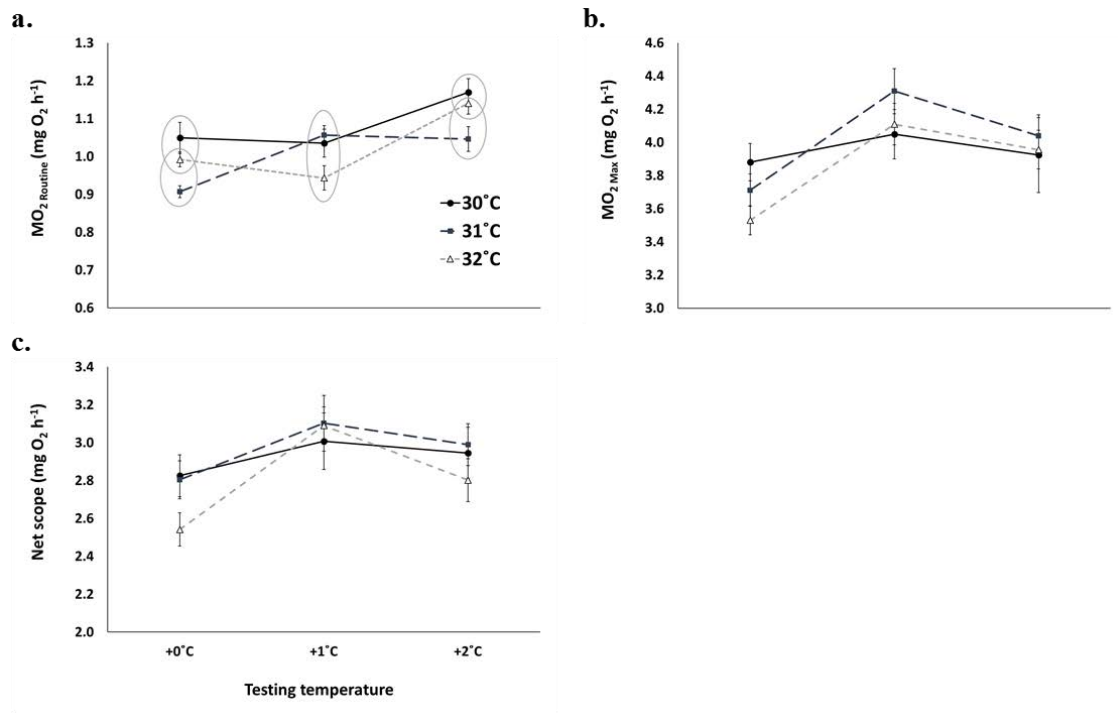 a.
1.3
1.2
1.1
1.0
0.9
0.8
0.7
0.6
MO2 Routine (mg O2 h-1)
30˚C
31˚C
32˚C
b.
4.6
4.4
4.2
4.0
3.8
3.6
3.4
3.2
3.0
MO2 Max (mg O2 h-1)
c.
3.4
3.2
3.0
2.8
2.6
2.4
2.2
2.0
Net scope (mg O2 h-1)
+0˚C +1˚C +2˚C
Testing temperature